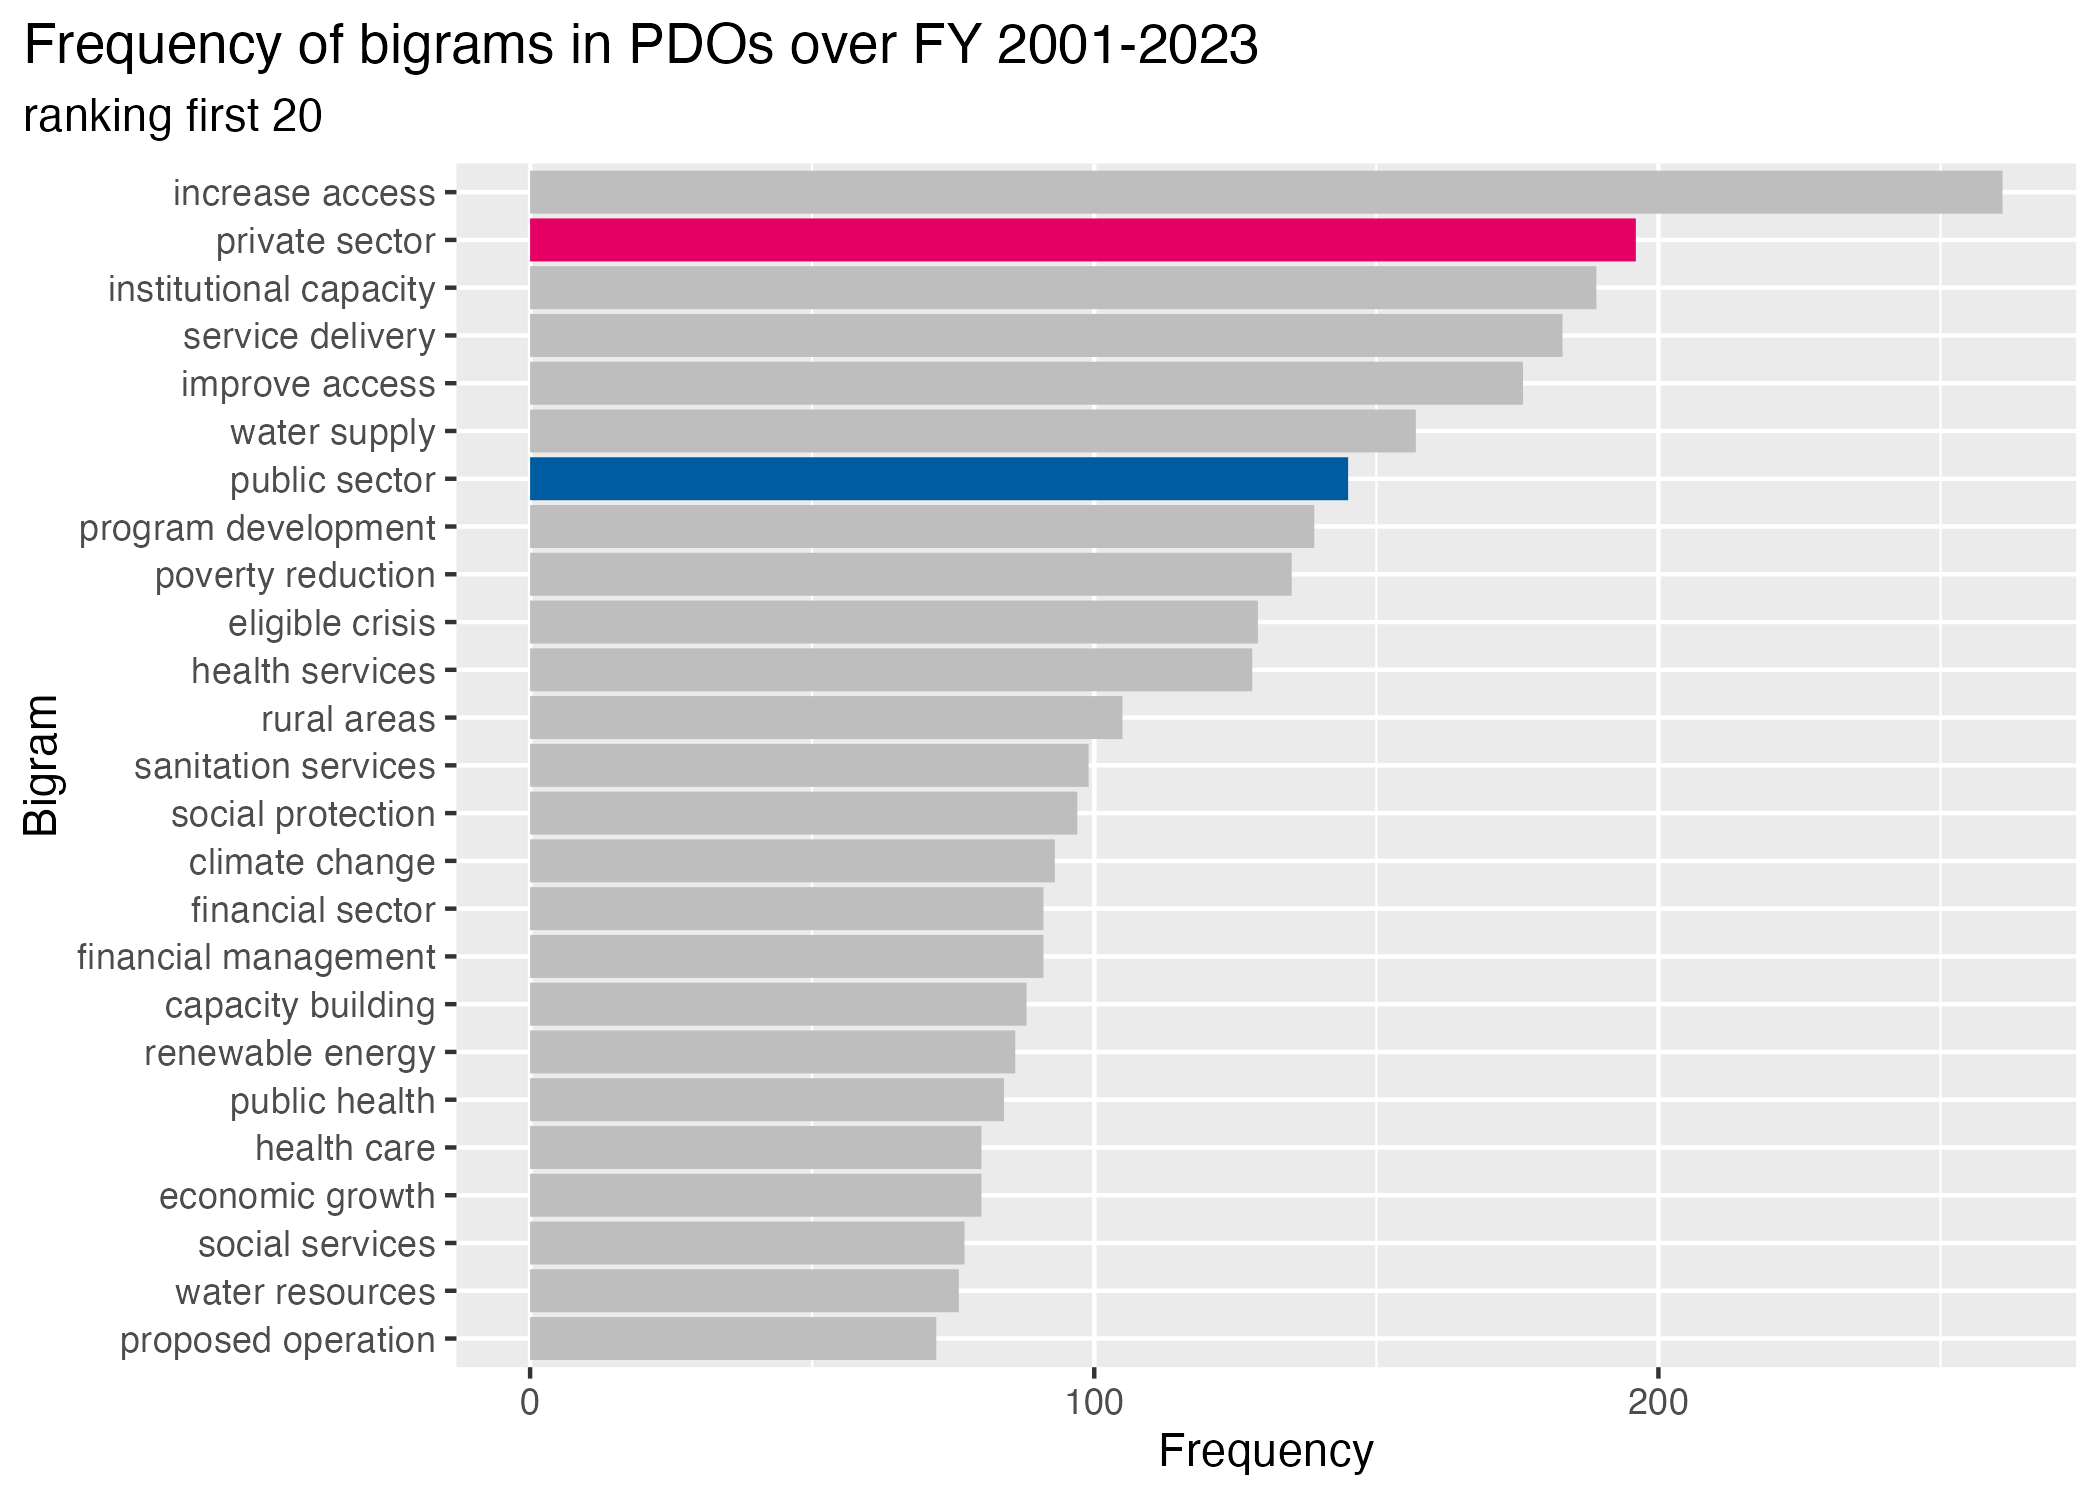 Frequency of bigrams in PDOs over FY 2001-2023
ranking first 20
Bigram
increase access
private sector
institutional capacity
service delivery
improve access
water supply
public sector
program development
poverty reduction
eligible crisis
health services
rural areas
sanitation services
social protection
climate change
financial sector
financial management
capacity building
renewable energy
public health
health care
economic growth
social services
water resources
proposed operation
0 100 200
Frequency